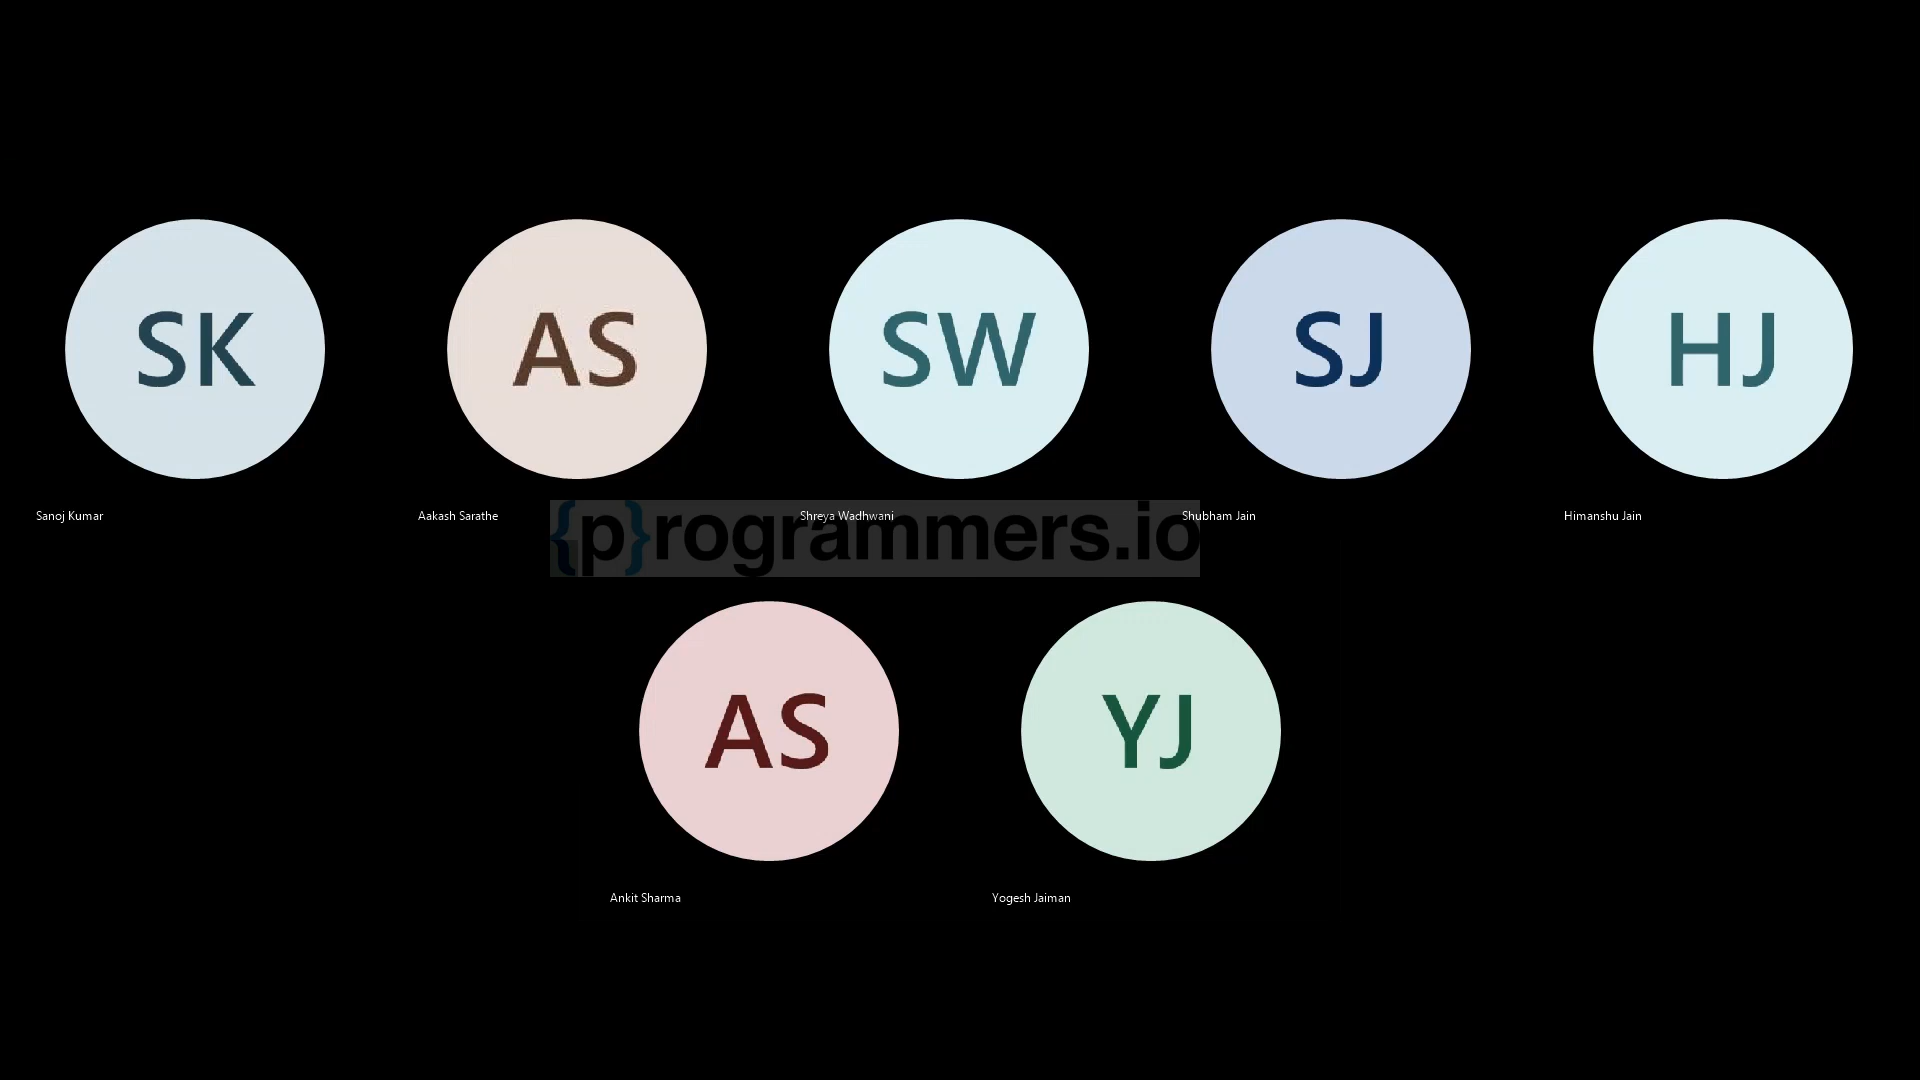 SK
AS
SW
SJ
HJ
Sanoj Kumar
Aakash Sarathe
Shreya Wadhwani
Shubham Jain
Himanshu Jain
{p}rogrammers.io
AS
YJ
Ankit Sharma
Yogesh Jaiman